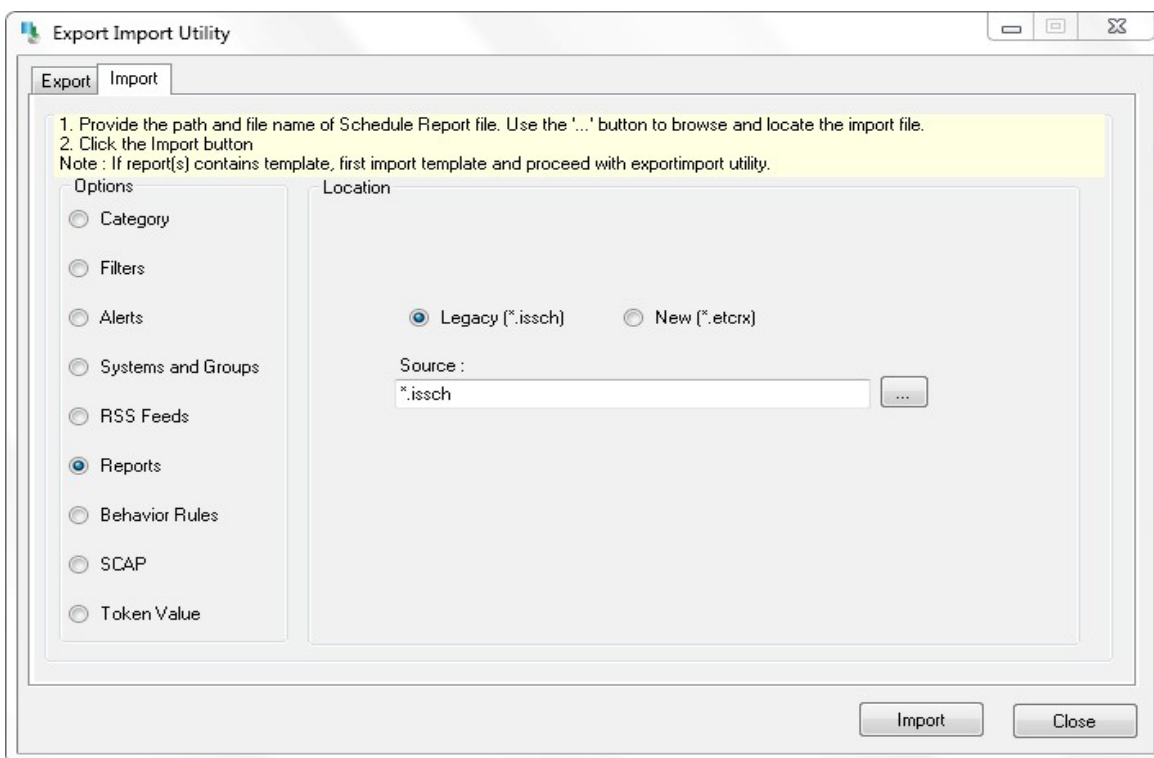 Export Import Utility
Export
Import
1. Provide the path and file name of Schedule Report file. Use the '...' button to browse and locate the import file.
2. Click the Import button
Note : If report(s) contains template, first import template and proceed with exportimport utility.
Options
Location
Category
Filters
Alerts
Legacy (*.issch)
New (*.etcrx)
Systems and Groups
Source :
*.issch
...
RSS Feeds
Reports
Behavior Rules
SCAP
Token Value
Import
Close